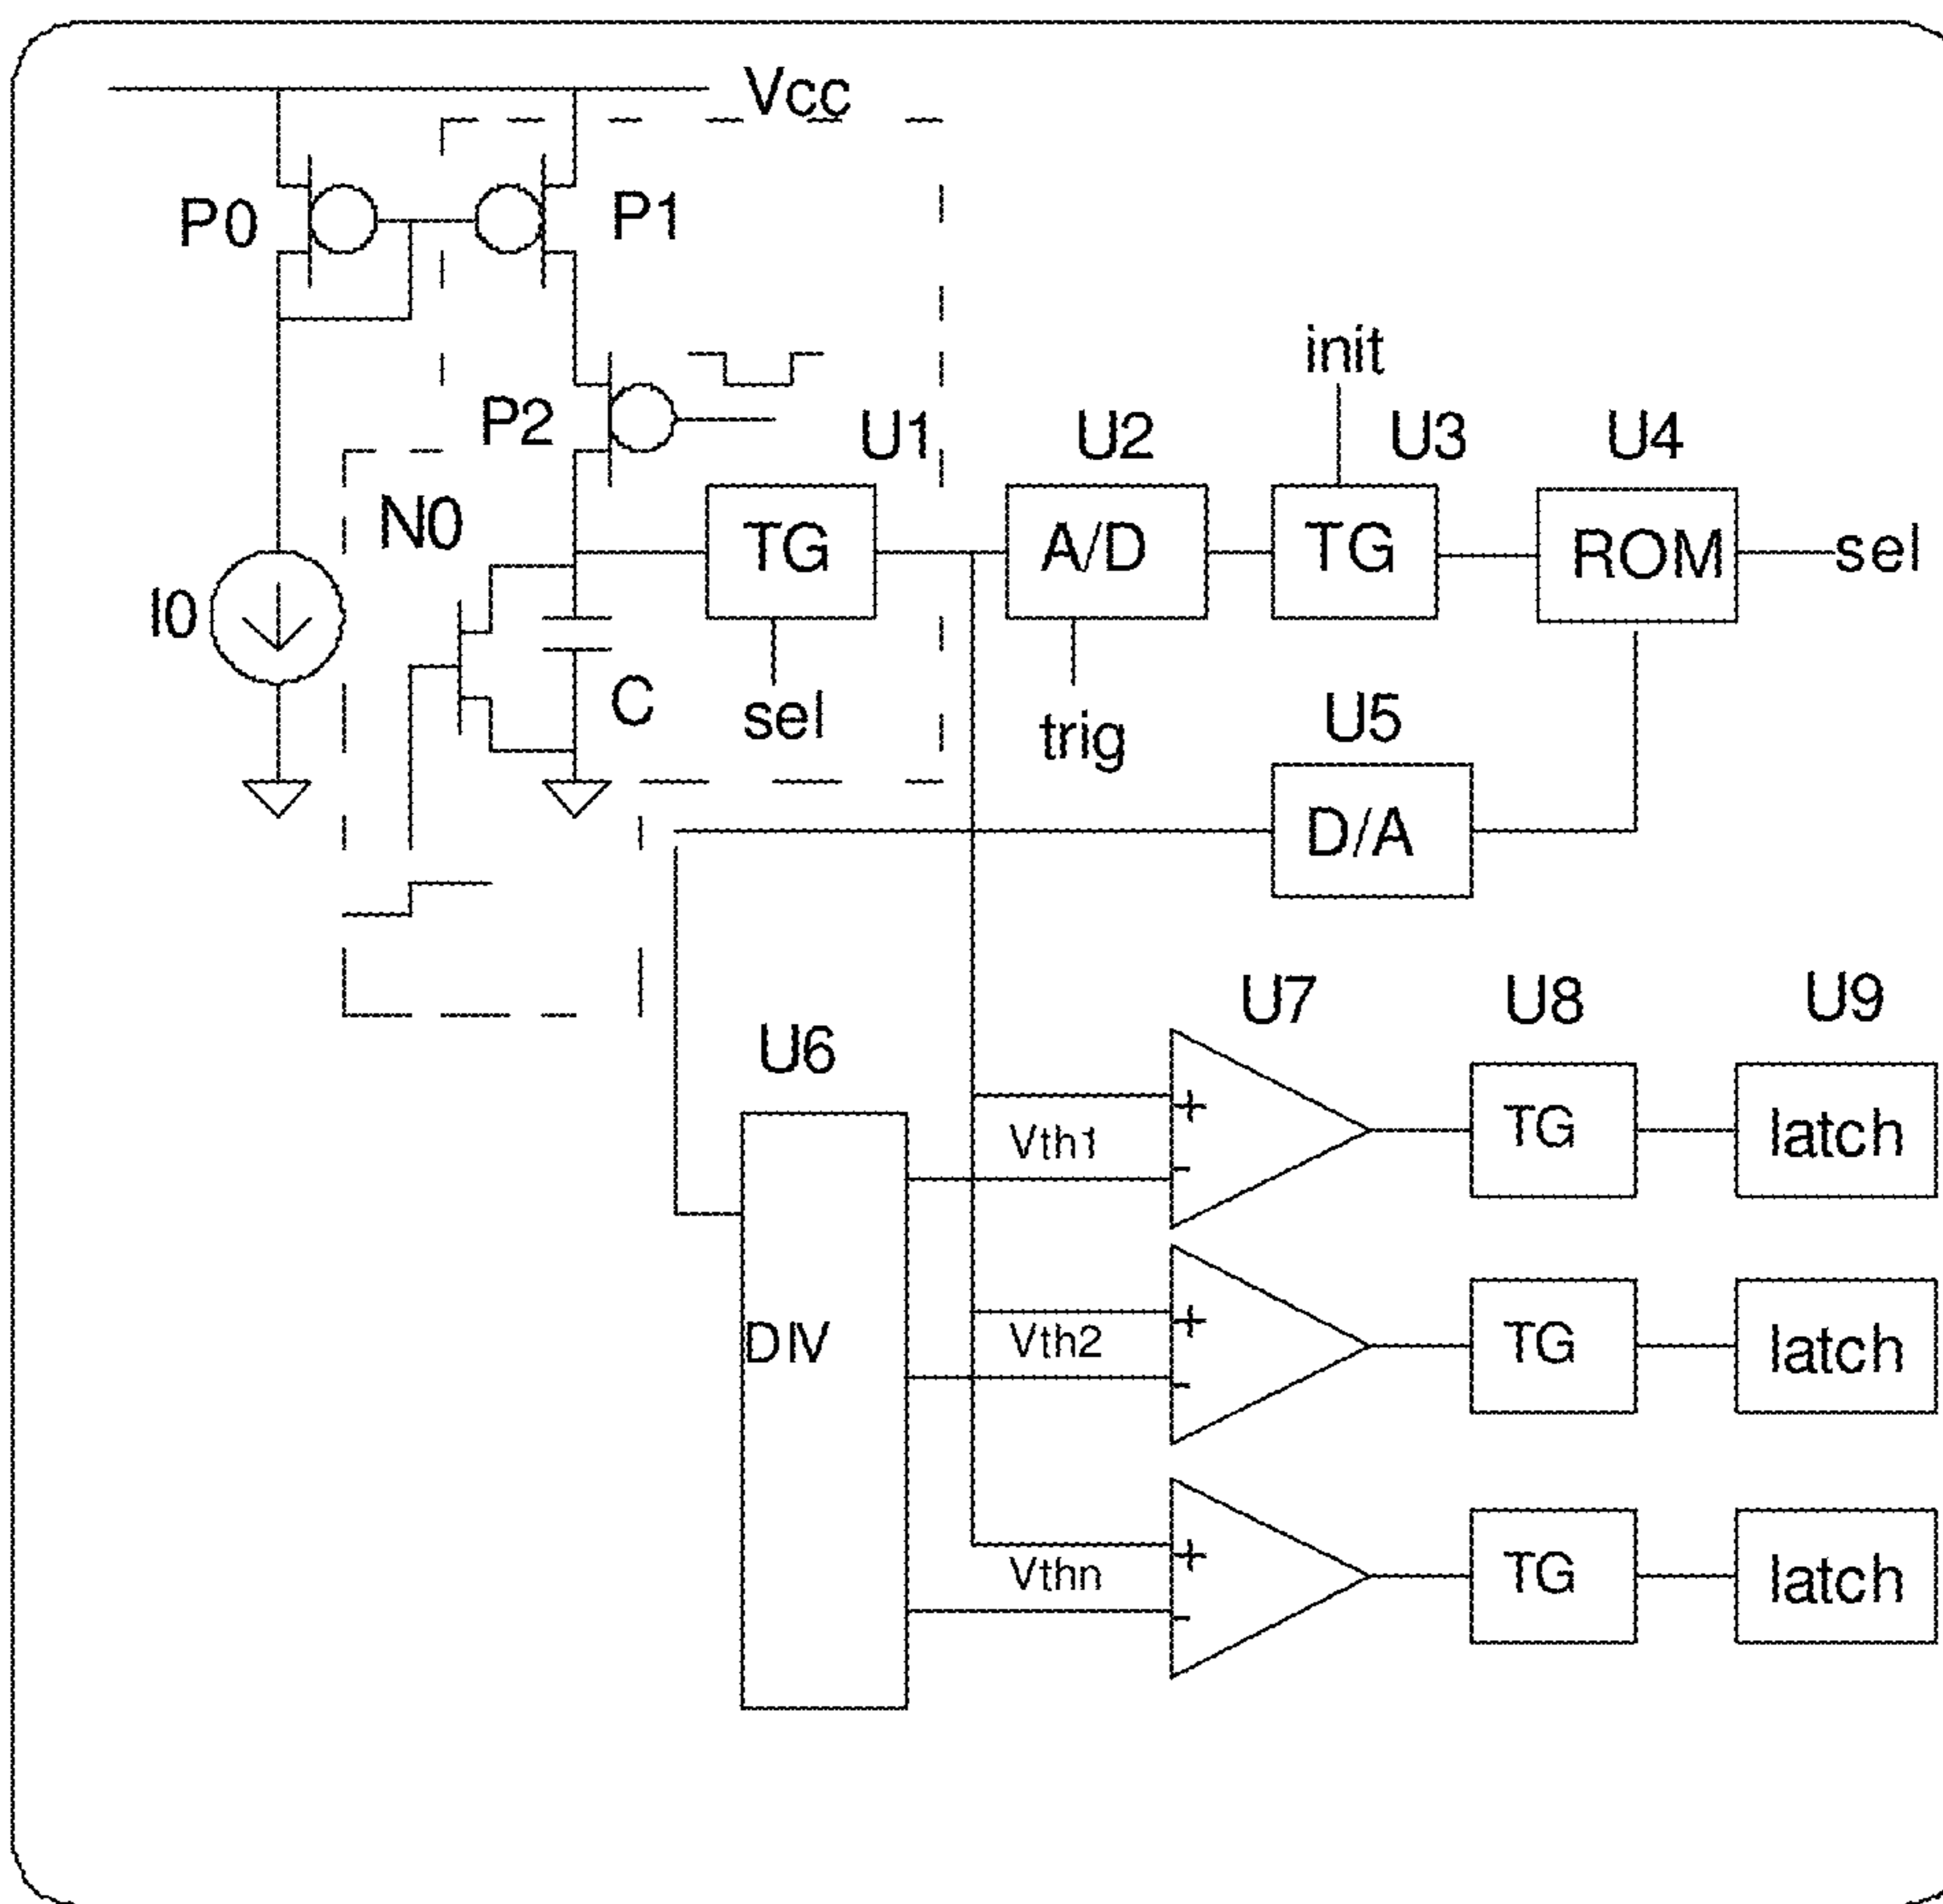 Vcc
P0
P1
init
P2
U1
U2
U3
U4
N0
TG
A/D
TG
ROM
sel
I0
C
sel
trig
U5
D/A
U7
U8
U9
U6
+
TG
latch
Vth1
-
+
TG
latch
DIV
Vth2
-
+
TG
latch
Vthn
-